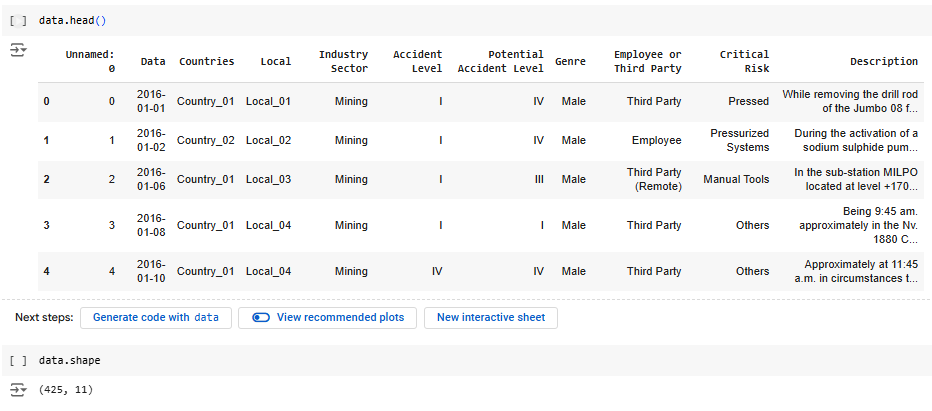 [ ] data.head()
Unnamed: 0 Data Countries Local Industry Sector Accident Level Potential Accident Level Genre Employee or Third Party Critical Risk Description
0 0 2016-01-01 Country_01 Local_01 Mining I IV Male Third Party Pressed While removing the drill rod of the Jumbo 08 f...
1 1 2016-01-02 Country_02 Local_02 Mining I IV Male Employee Pressurized Systems During the activation of a sodium sulphide pum...
2 2 2016-01-06 Country_01 Local_03 Mining I III Male Third Party (Remote) Manual Tools In the sub-station MILPO located at level +170...
3 3 2016-01-08 Country_01 Local_04 Mining I I Male Third Party Others Being 9:45 am. approximately in the Nv. 1880 C...
4 4 2016-01-10 Country_01 Local_04 Mining IV IV Male Third Party Others Approximately at 11:45 a.m. in circumstances t...
Next steps: Generate code with data View recommended plots New interactive sheet
[ ] data.shape
(425, 11)